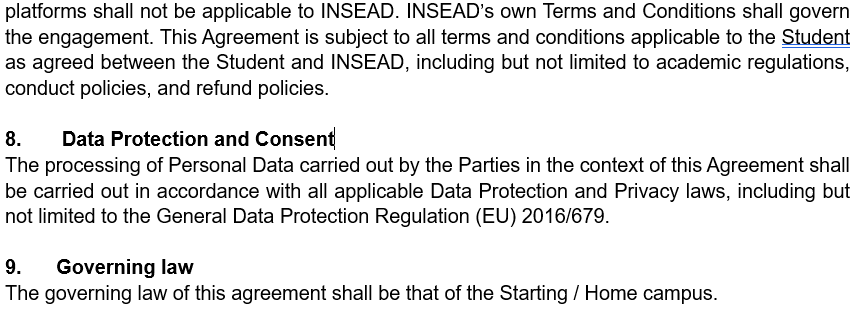 platforms shall not be applicable to INSEAD. INSEAD’s own Terms and Conditions shall govern
the engagement. This Agreement is subject to all terms and conditions applicable to the Student
as agreed between the Student and INSEAD, including but not limited to academic regulations,
conduct policies, and refund policies.
8. Data Protection and Consent
The processing of Personal Data carried out by the Parties in the context of this Agreement shall
be carried out in accordance with all applicable Data Protection and Privacy laws, including but
not limited to the General Data Protection Regulation (EU) 2016/679.
9. Governing law
The governing law of this agreement shall be that of the Starting / Home campus.